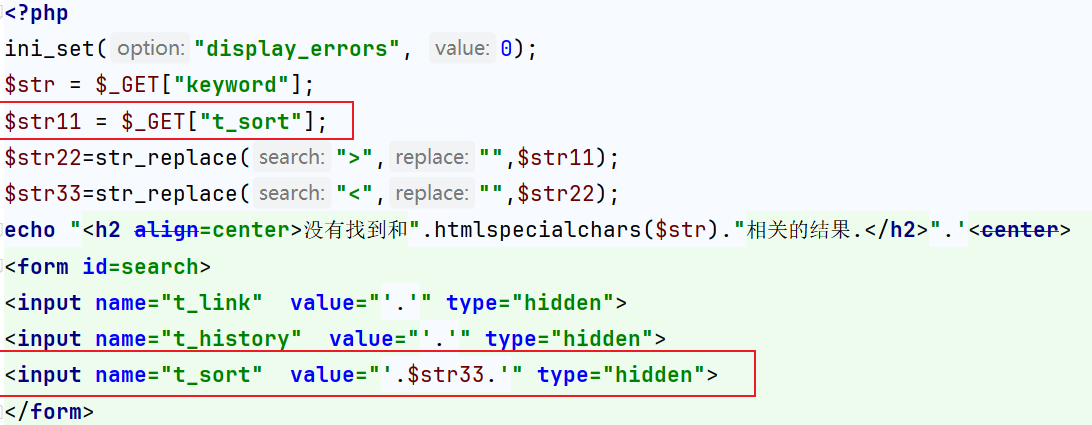 <?php
ini_set( option: "display_errors", value: 0);
$str = $_GET["keyword"];
$str11 = $_GET["t_sort"];
$str22=str_replace( search: ">", replace: "",$str11);
$str33=str_replace( search: "<", replace: "",$str22);
echo "<h2 align=center>没有找到和".htmlspecialchars($str)."相关的结果.</h2>".'<center>
<form id=search>
<input name="t_link"  value="'.'" type="hidden">
<input name="t_history"  value="'.'" type="hidden">
<input name="t_sort"  value="'.$str33.'" type="hidden">
</form>